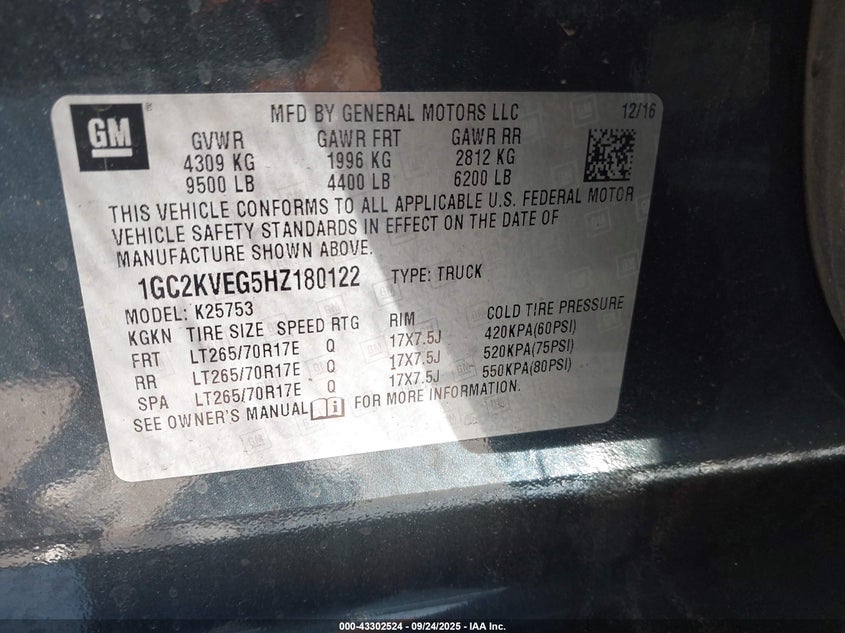 GM ® MFD BY GENERAL MOTORS LLC 12/16
GVWR GAWR FRT GAWR RR
4309 KG 1996 KG 2812 KG
9500 LB 4400 LB 6200 LB
THIS VEHICLE CONFORMS TO ALL APPLICABLE U.S. FEDERAL MOTOR
VEHICLE SAFETY STANDARDS IN EFFECT ON THE DATE OF
MANUFACTURE SHOWN ABOVE.
1GC2KVEG5HZ180122 TYPE: TRUCK
MODEL: K25753
KGKN TIRE SIZE SPEED RTG RIM COLD TIRE PRESSURE
FRT LT265/70R17E Q 17X7.5J 420KPA(60PSI)
RR LT265/70R17E Q 17X7.5J 520KPA(75PSI)
SPA LT265/70R17E Q 17X7.5J 550KPA(80PSI)
SEE OWNER'S MANUAL FOR MORE INFORMATION.
000-43302524 - 09/24/2025 - IAA Inc.